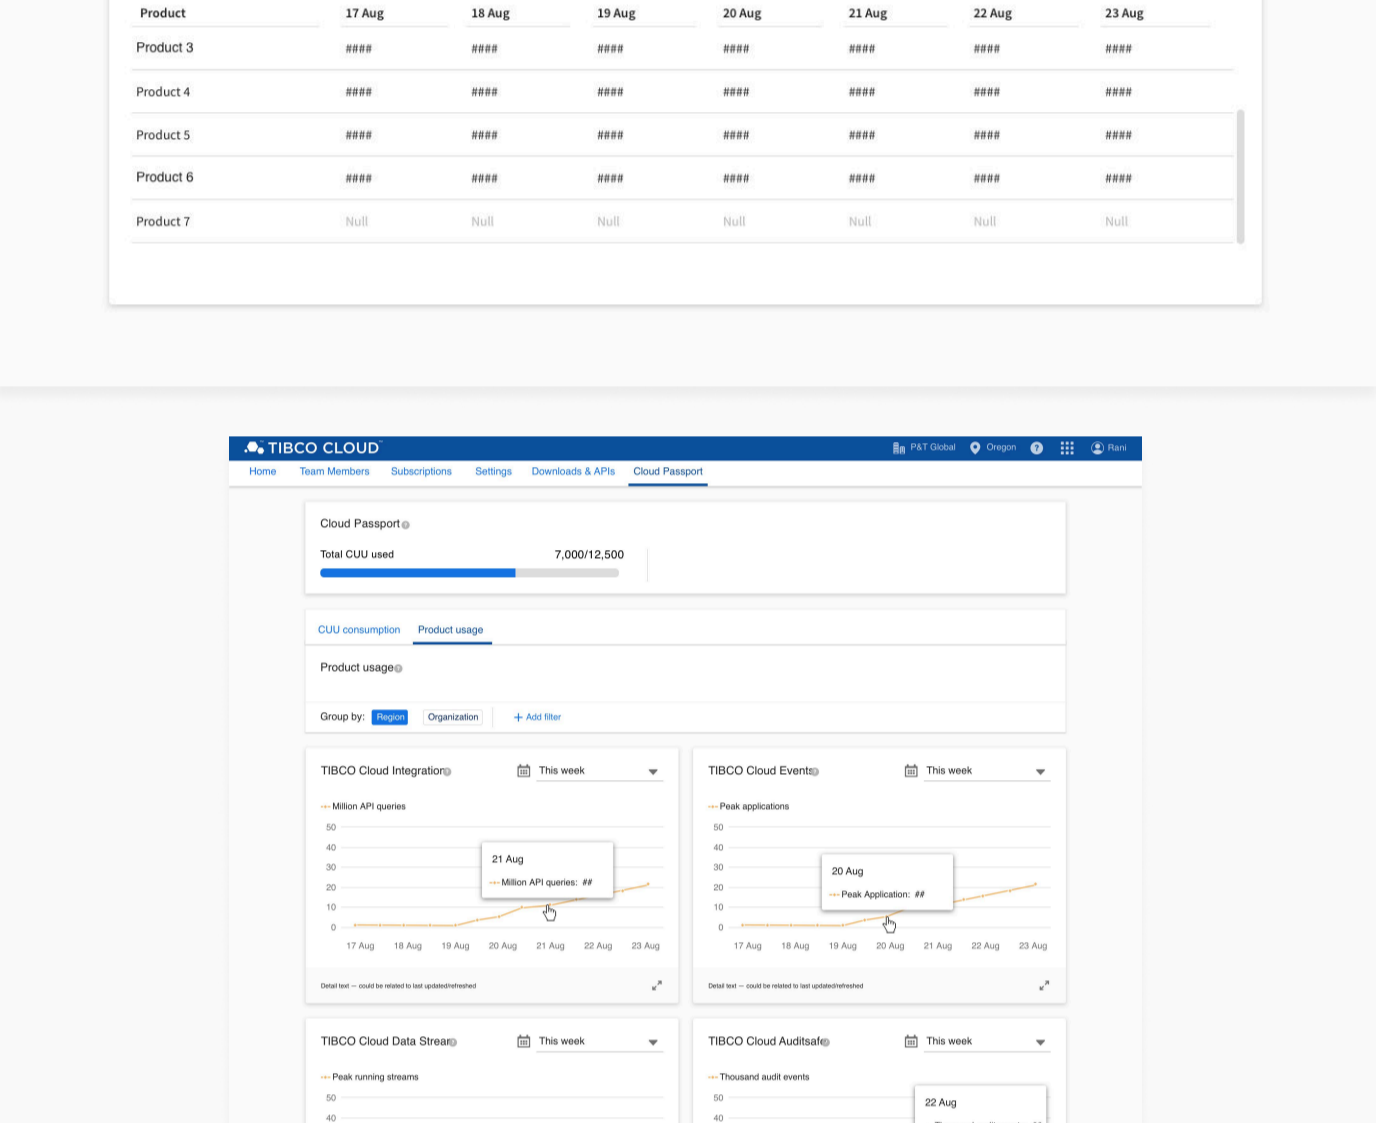 Product 17 Aug 18 Aug 19 Aug 20 Aug 21 Aug 22 Aug 23 Aug
Product 3 #### #### #### #### #### #### ####
Product 4 #### #### #### #### #### #### ####
Product 5 #### #### #### #### #### #### ####
Product 6 #### #### #### #### #### #### ####
Product 7 Null Null Null Null Null Null Null
TIBCO CLOUD P&T Global Oregon ? Rani
Home Team Members Subscriptions Settings Downloads & APIs Cloud Passport
Cloud Passport
Total CUU used 7,000/12,500
CUU consumption Product usage
Product usage
Group by: Region Organization + Add filter
TIBCO Cloud Integration This week
Million API queries
50
40
30
20
10
0
21 Aug
Million API queries: ##
17 Aug 18 Aug 19 Aug 20 Aug 21 Aug 22 Aug 23 Aug
Detail text — could be related to last updated/refreshed
TIBCO Cloud Events This week
Peak applications
50
40
30
20
10
0
20 Aug
Peak Application: ##
17 Aug 18 Aug 19 Aug 20 Aug 21 Aug 22 Aug 23 Aug
Detail text — could be related to last updated/refreshed
TIBCO Cloud Data Stream This week
Peak running streams
50
40
TIBCO Cloud Auditsafe This week
Thousand audit events
50
40
22 Aug